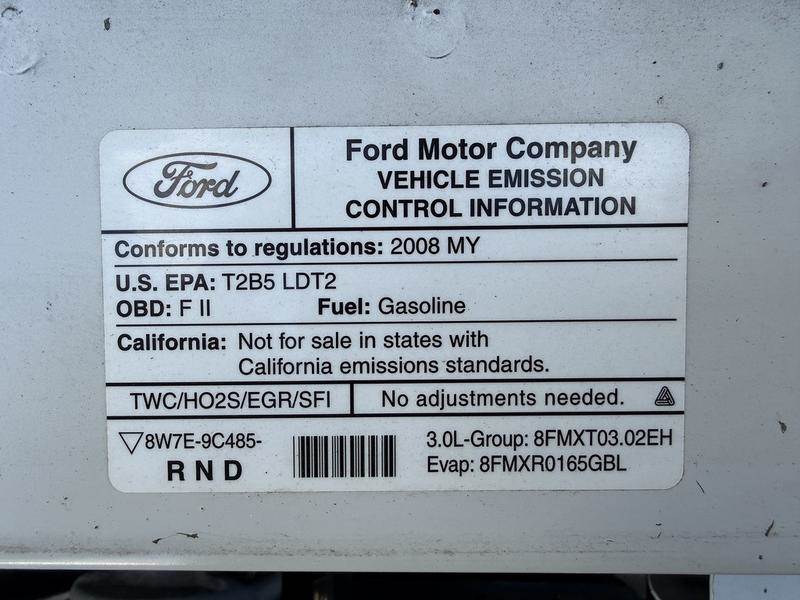 Ford
Ford Motor Company
VEHICLE EMISSION
CONTROL INFORMATION
Conforms to regulations: 2008 MY
U.S. EPA: T2B5 LDT2
OBD: F II Fuel: Gasoline
California: Not for sale in states with
California emissions standards.
TWC/HO2S/EGR/SFI No adjustments needed.
8W7E-9C485-
RND
3.0L-Group: 8FMXT03.02EH
Evap: 8FMXR0165GBL